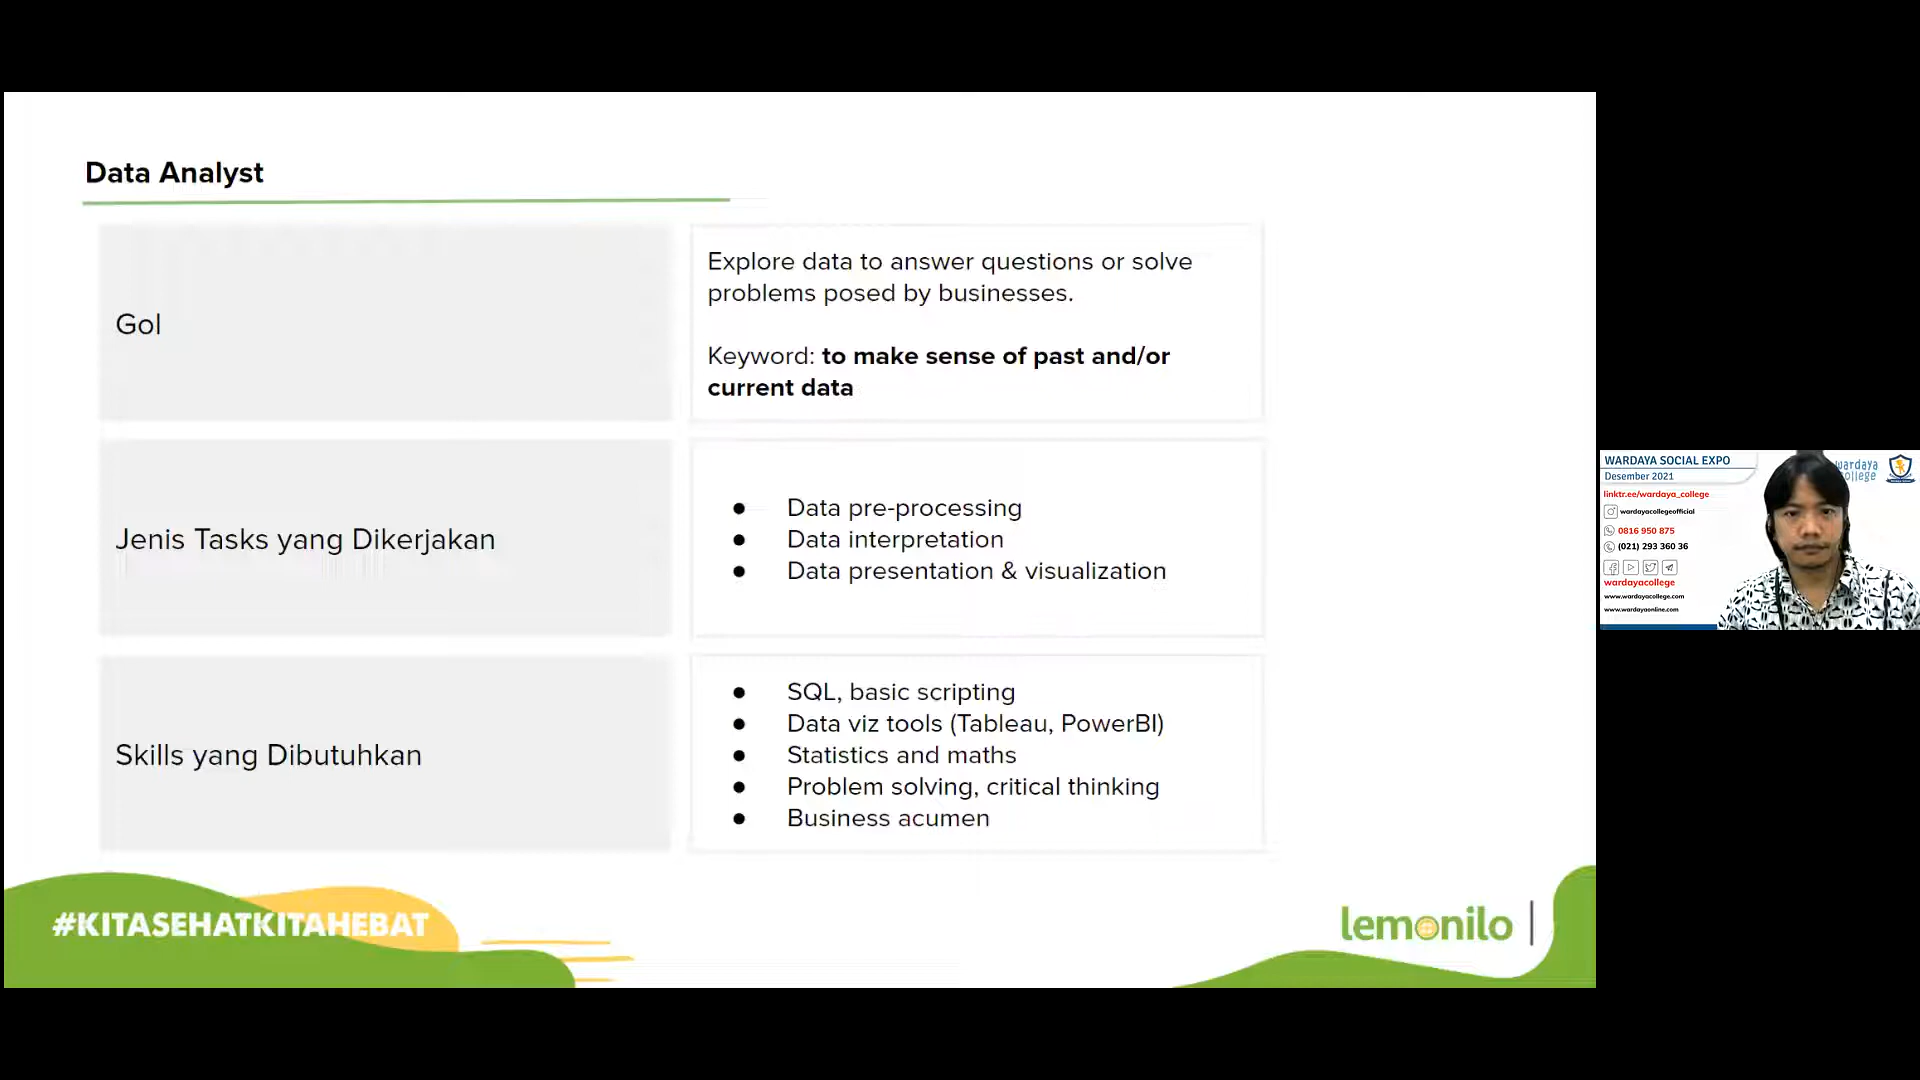 Data Analyst
Gol
Explore data to answer questions or solve
problems posed by businesses.
Keyword: to make sense of past and/or
current data
Jenis Tasks yang Dikerjakan
● Data pre-processing
● Data interpretation
● Data presentation & visualization
Skills yang Dibutuhkan
● SQL, basic scripting
● Data viz tools (Tableau, PowerBI)
● Statistics and maths
● Problem solving, critical thinking
● Business acumen
#KITASEHATKITAHEBAT
lemonilo
WARDAYA SOCIAL EXPO
Desember 2021
linktr.ee/wardaya_college
wardayacollegeofficial
0816 950 875
(021) 293 360 36
wardayacollege
www.wardayacollege.com
www.wardayaonline.com
wardaya
college